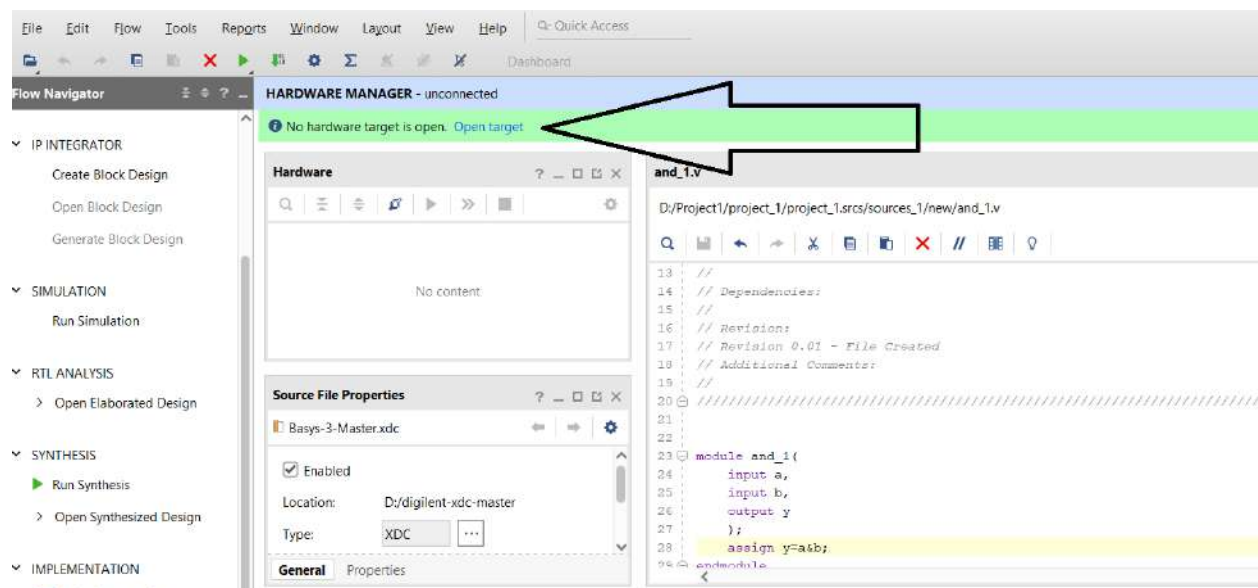 File Edit Flow Tools Reports Window Layout View Help Q- Quick Access
Dashboard
Flow Navigator
HARDWARE MANAGER - unconnected
No hardware target is open. Open target
IP INTEGRATOR
Create Block Design
Open Block Design
Generate Block Design
SIMULATION
Run Simulation
RTL ANALYSIS
Open Elaborated Design
SYNTHESIS
Run Synthesis
Open Synthesized Design
IMPLEMENTATION
Hardware
No content
Source File Properties
Basys-3-Master.xdc
Enabled
Location: D:/digilent-xdc-master
Type: XDC
General Properties
and_1.v
D:/Project1/project_1/project_1.srcs/sources_1/new/and_1.v
13 //
14 // Dependencies:
15 //
16 // Revision:
17 // Revision 0.01 - File Created
18 // Additional Comments:
19 //
20 //////////////////////////////////////////////////////////////////////////////////
21
22
23 module and_1(
24 input a,
25 input b,
26 output y
27 );
28 assign y=a&b;
29 endmodule